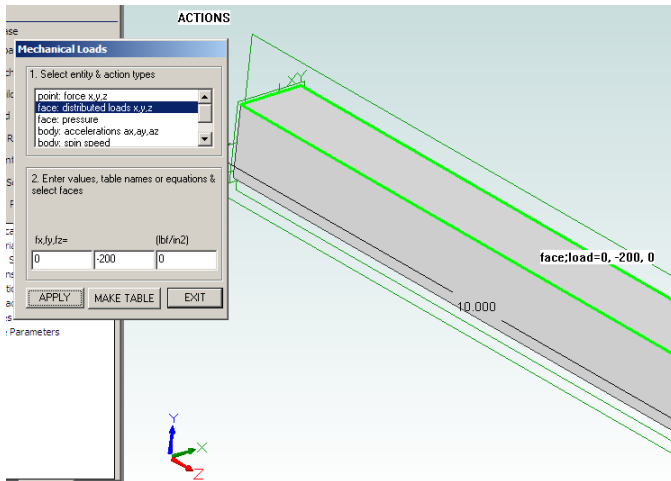 ACTIONS
ase
Mechanical Loads
1. Select entity & action types
point: force x,y,z
face: distributed loads x,y,z
face: pressure
body: accelerations ax,ay,az
body: spin speed
2. Enter values, table names or equations &
select faces
fx,fy,fz= (lbf/in2)
0 -200 0
APPLY MAKE TABLE EXIT
Parameters
XY
face;load=0, -200, 0
10.000
Y
X
Z